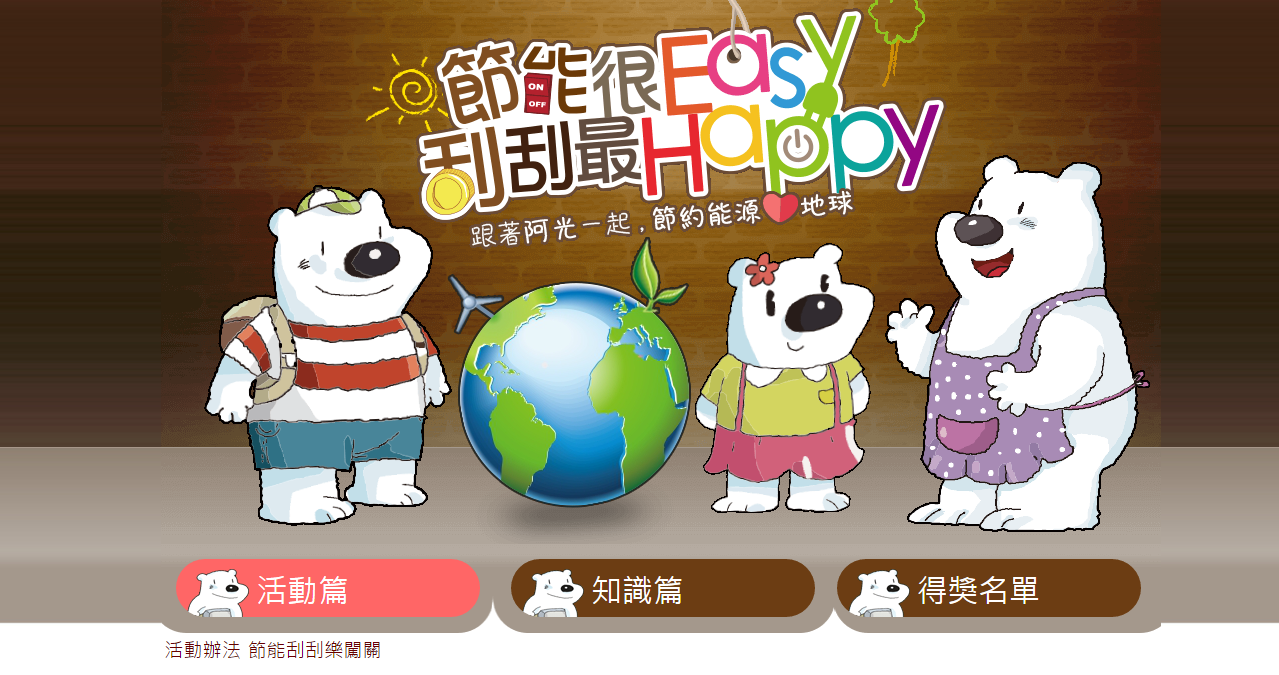 節能很Easy
ON
OFF
刮刮最Happy
跟著阿光一起,節約能源地球
活動篇
知識篇
得獎名單
活動辦法 節能刮刮樂闖關